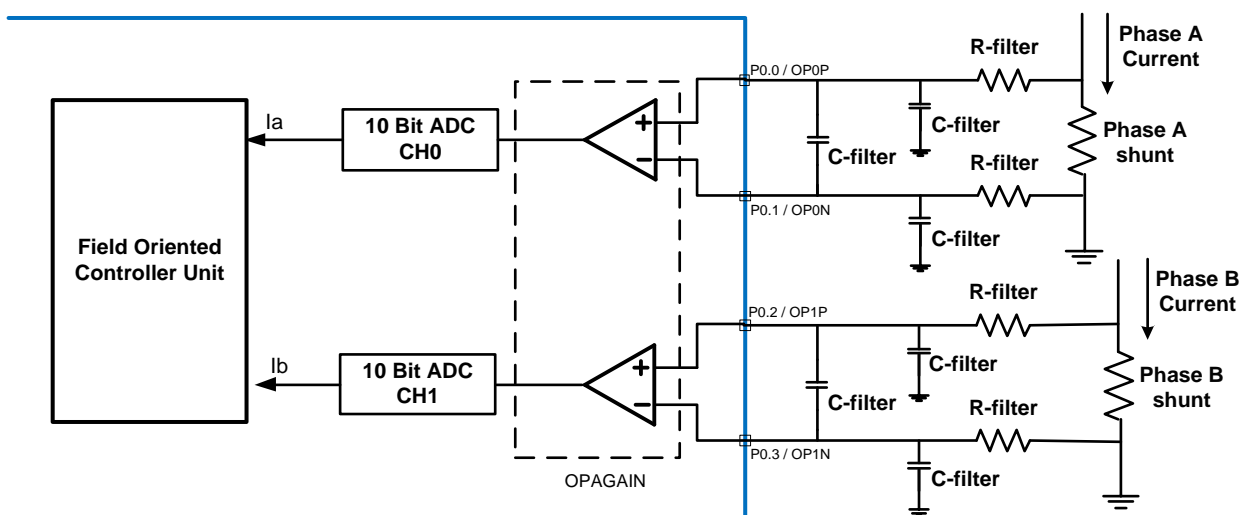 Phase A
Current
R-filter
P0.0 / OP0P
Ia
10 Bit ADC
CH0
+
−
C-filter
C-filter
Phase A
shunt
R-filter
P0.1 / OP0N
C-filter
Field Oriented
Controller Unit
Phase B
Current
R-filter
P0.2 / OP1P
Ib
10 Bit ADC
CH1
+
−
C-filter
C-filter
Phase B
shunt
R-filter
P0.3 / OP1N
C-filter
OPAGAIN